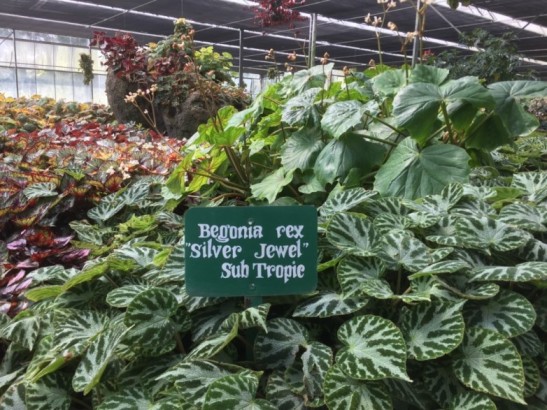 Begonia rex
"Silver Jewel"
Sub Tropic